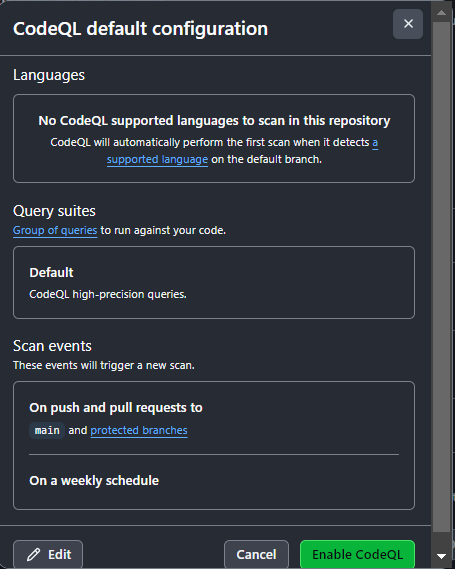 CodeQL default configuration
Languages
No CodeQL supported languages to scan in this repository
CodeQL will automatically perform the first scan when it detects a
supported language on the default branch.
Query suites
Group of queries to run against your code.
Default
CodeQL high-precision queries.
Scan events
These events will trigger a new scan.
On push and pull requests to
main and protected branches
On a weekly schedule
Edit
Cancel
Enable CodeQL